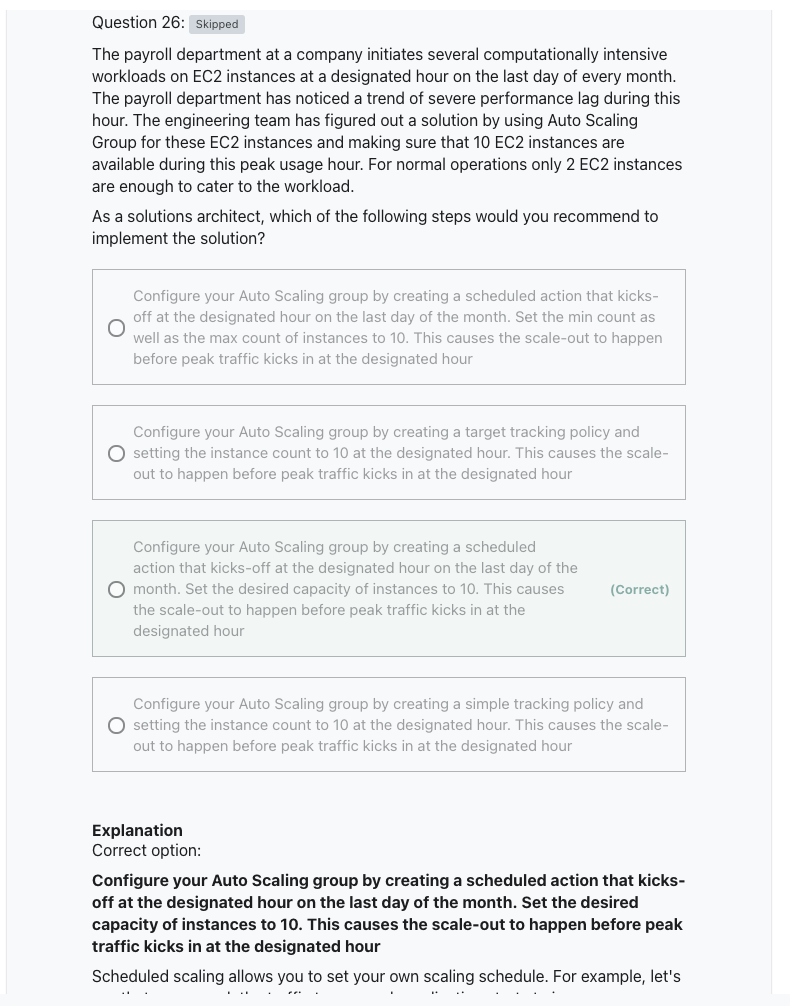 Question 26: Skipped
The payroll department at a company initiates several computationally intensive
workloads on EC2 instances at a designated hour on the last day of every month.
The payroll department has noticed a trend of severe performance lag during this
hour. The engineering team has figured out a solution by using Auto Scaling
Group for these EC2 instances and making sure that 10 EC2 instances are
available during this peak usage hour. For normal operations only 2 EC2 instances
are enough to cater to the workload.
As a solutions architect, which of the following steps would you recommend to
implement the solution?
Configure your Auto Scaling group by creating a scheduled action that kicks-
off at the designated hour on the last day of the month. Set the min count as
well as the max count of instances to 10. This causes the scale-out to happen
before peak traffic kicks in at the designated hour
Configure your Auto Scaling group by creating a target tracking policy and
setting the instance count to 10 at the designated hour. This causes the scale-
out to happen before peak traffic kicks in at the designated hour
Configure your Auto Scaling group by creating a scheduled
action that kicks-off at the designated hour on the last day of the
month. Set the desired capacity of instances to 10. This causes
the scale-out to happen before peak traffic kicks in at the
designated hour
(Correct)
Configure your Auto Scaling group by creating a simple tracking policy and
setting the instance count to 10 at the designated hour. This causes the scale-
out to happen before peak traffic kicks in at the designated hour
Explanation
Correct option:
Configure your Auto Scaling group by creating a scheduled action that kicks-
off at the designated hour on the last day of the month. Set the desired
capacity of instances to 10. This causes the scale-out to happen before peak
traffic kicks in at the designated hour
Scheduled scaling allows you to set your own scaling schedule. For example, let's